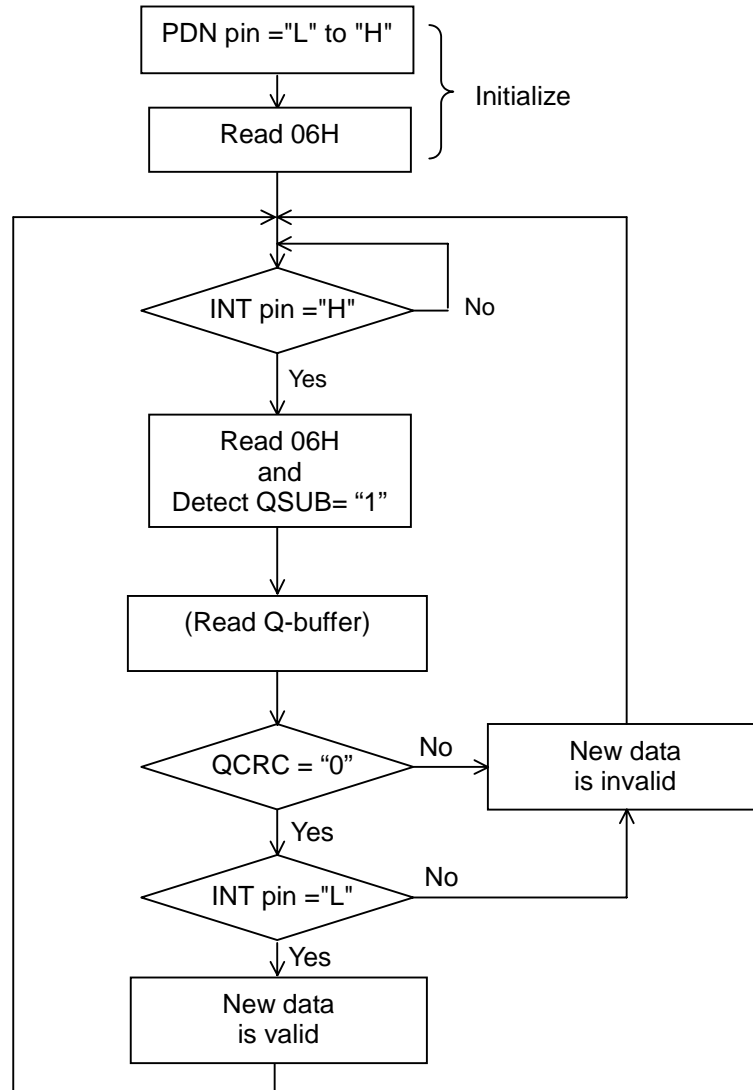 PDN pin ="L" to "H"
Initialize
Read 06H
INT pin ="H"
No
Yes
Read 06H
and
Detect QSUB= “1”
(Read Q-buffer)
QCRC = “0”
No
New data
is invalid
Yes
INT pin ="L"
No
Yes
New data
is valid